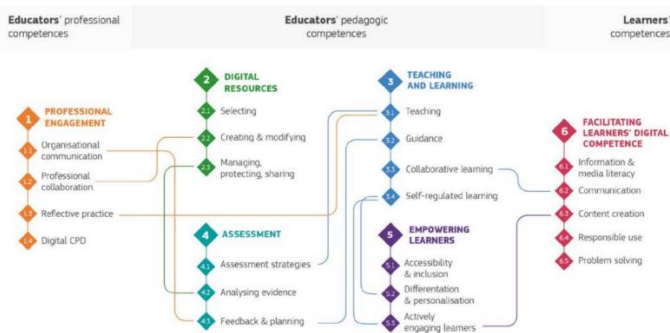 Educators' professional
competences
Educators' pedagogic
competences
Learners'
competences
1
PROFESSIONAL
ENGAGEMENT
1.1
Organisational
communication
1.2
Professional
collaboration
1.3
Reflective practice
1.4
Digital CPD
2
DIGITAL
RESOURCES
2.1
Selecting
2.2
Creating & modifying
2.3
Managing,
protecting, sharing
3
TEACHING
AND LEARNING
3.1
Teaching
3.2
Guidance
3.3
Collaborative learning
3.4
Self-regulated learning
4
ASSESSMENT
4.1
Assessment strategies
4.2
Analysing evidence
4.3
Feedback & planning
5
EMPOWERING
LEARNERS
5.1
Accessibility
& inclusion
5.2
Differentation
& personalisation
5.3
Actively
engaging learners
6
FACILITATING
LEARNERS' DIGITAL
COMPETENCE
6.1
Information &
media literacy
6.2
Communication
6.3
Content creation
6.4
Responsible use
6.5
Problem solving